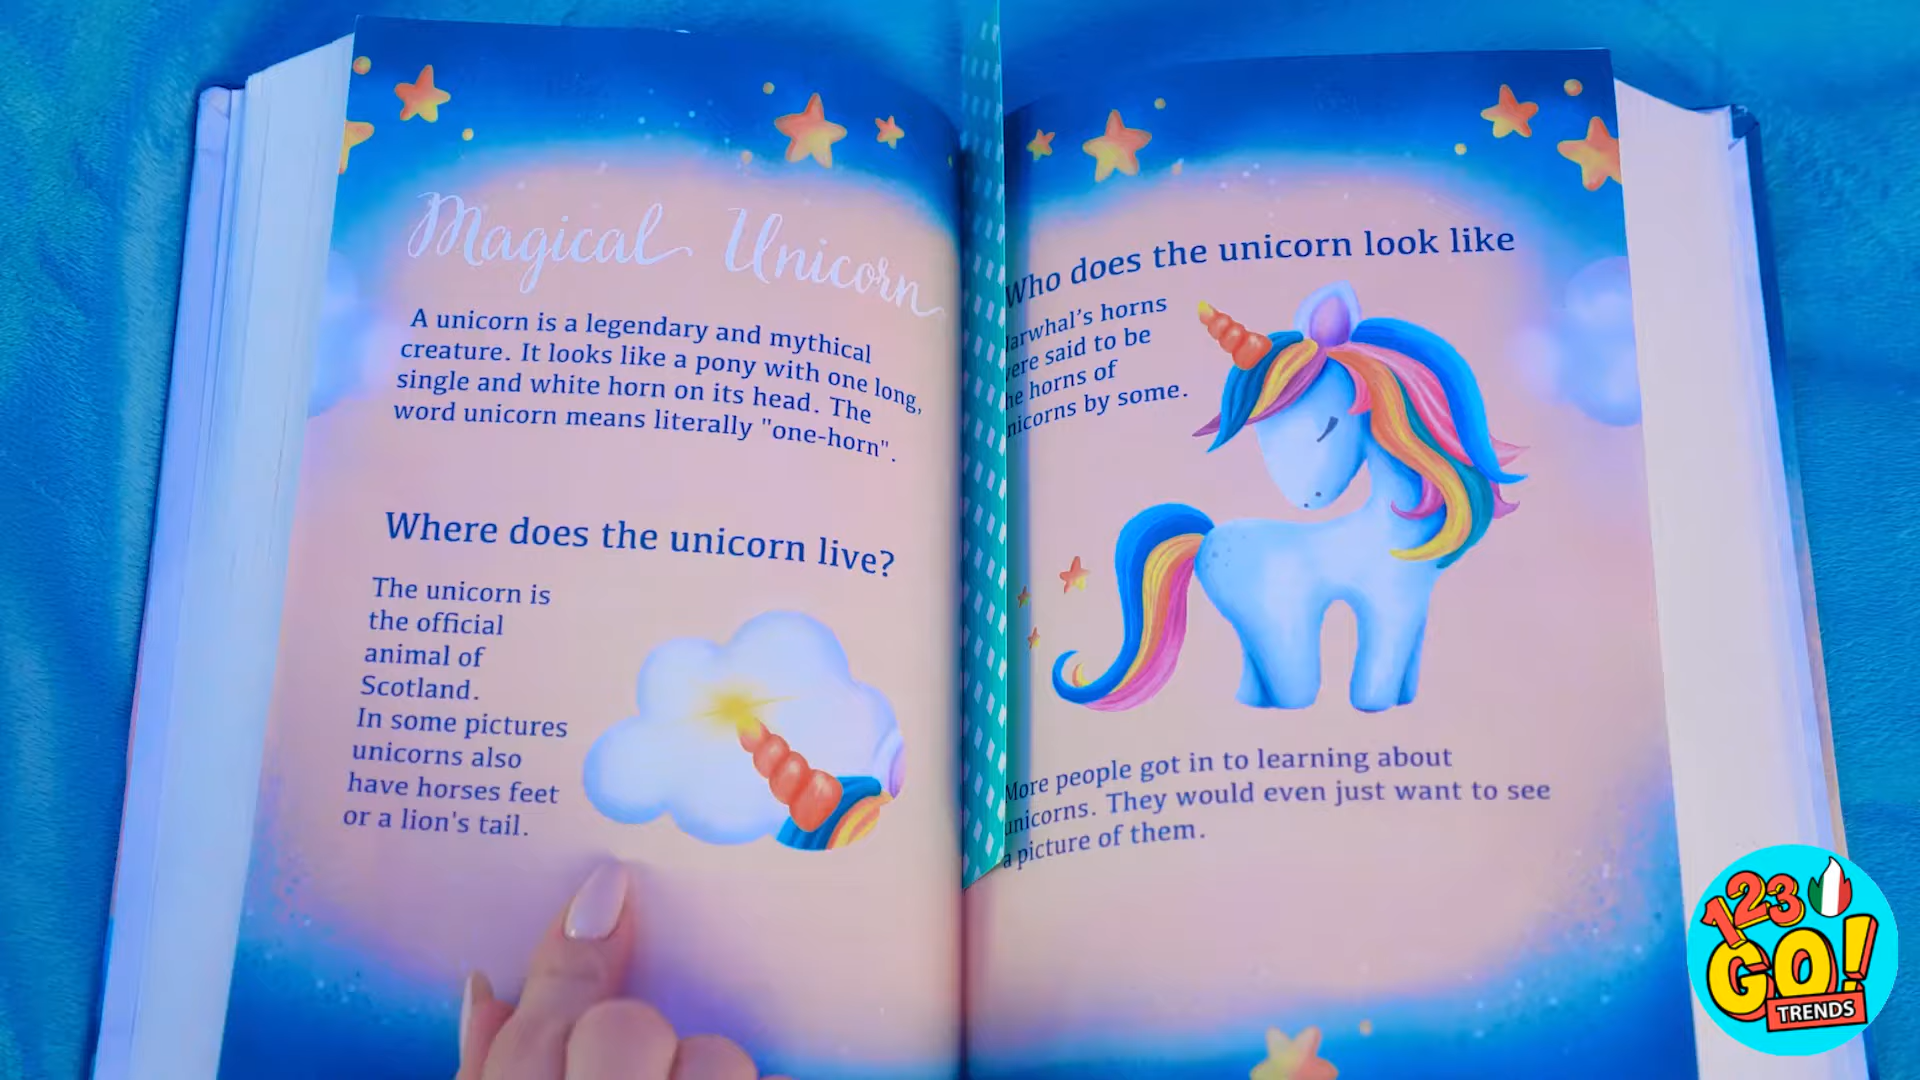 Magical Unicorn
A unicorn is a legendary and mythical
creature. It looks like a pony with one long,
single and white horn on its head. The
word unicorn means literally "one-horn".
Where does the unicorn live?
The unicorn is
the official
animal of
Scotland.
In some pictures
unicorns also
have horses feet
or a lion's tail.
Who does the unicorn look like
Narwhal's horns
were said to be
the horns of
unicorns by some.
More people got in to learning about
unicorns. They would even just want to see
a picture of them.
123
GO!
TRENDS